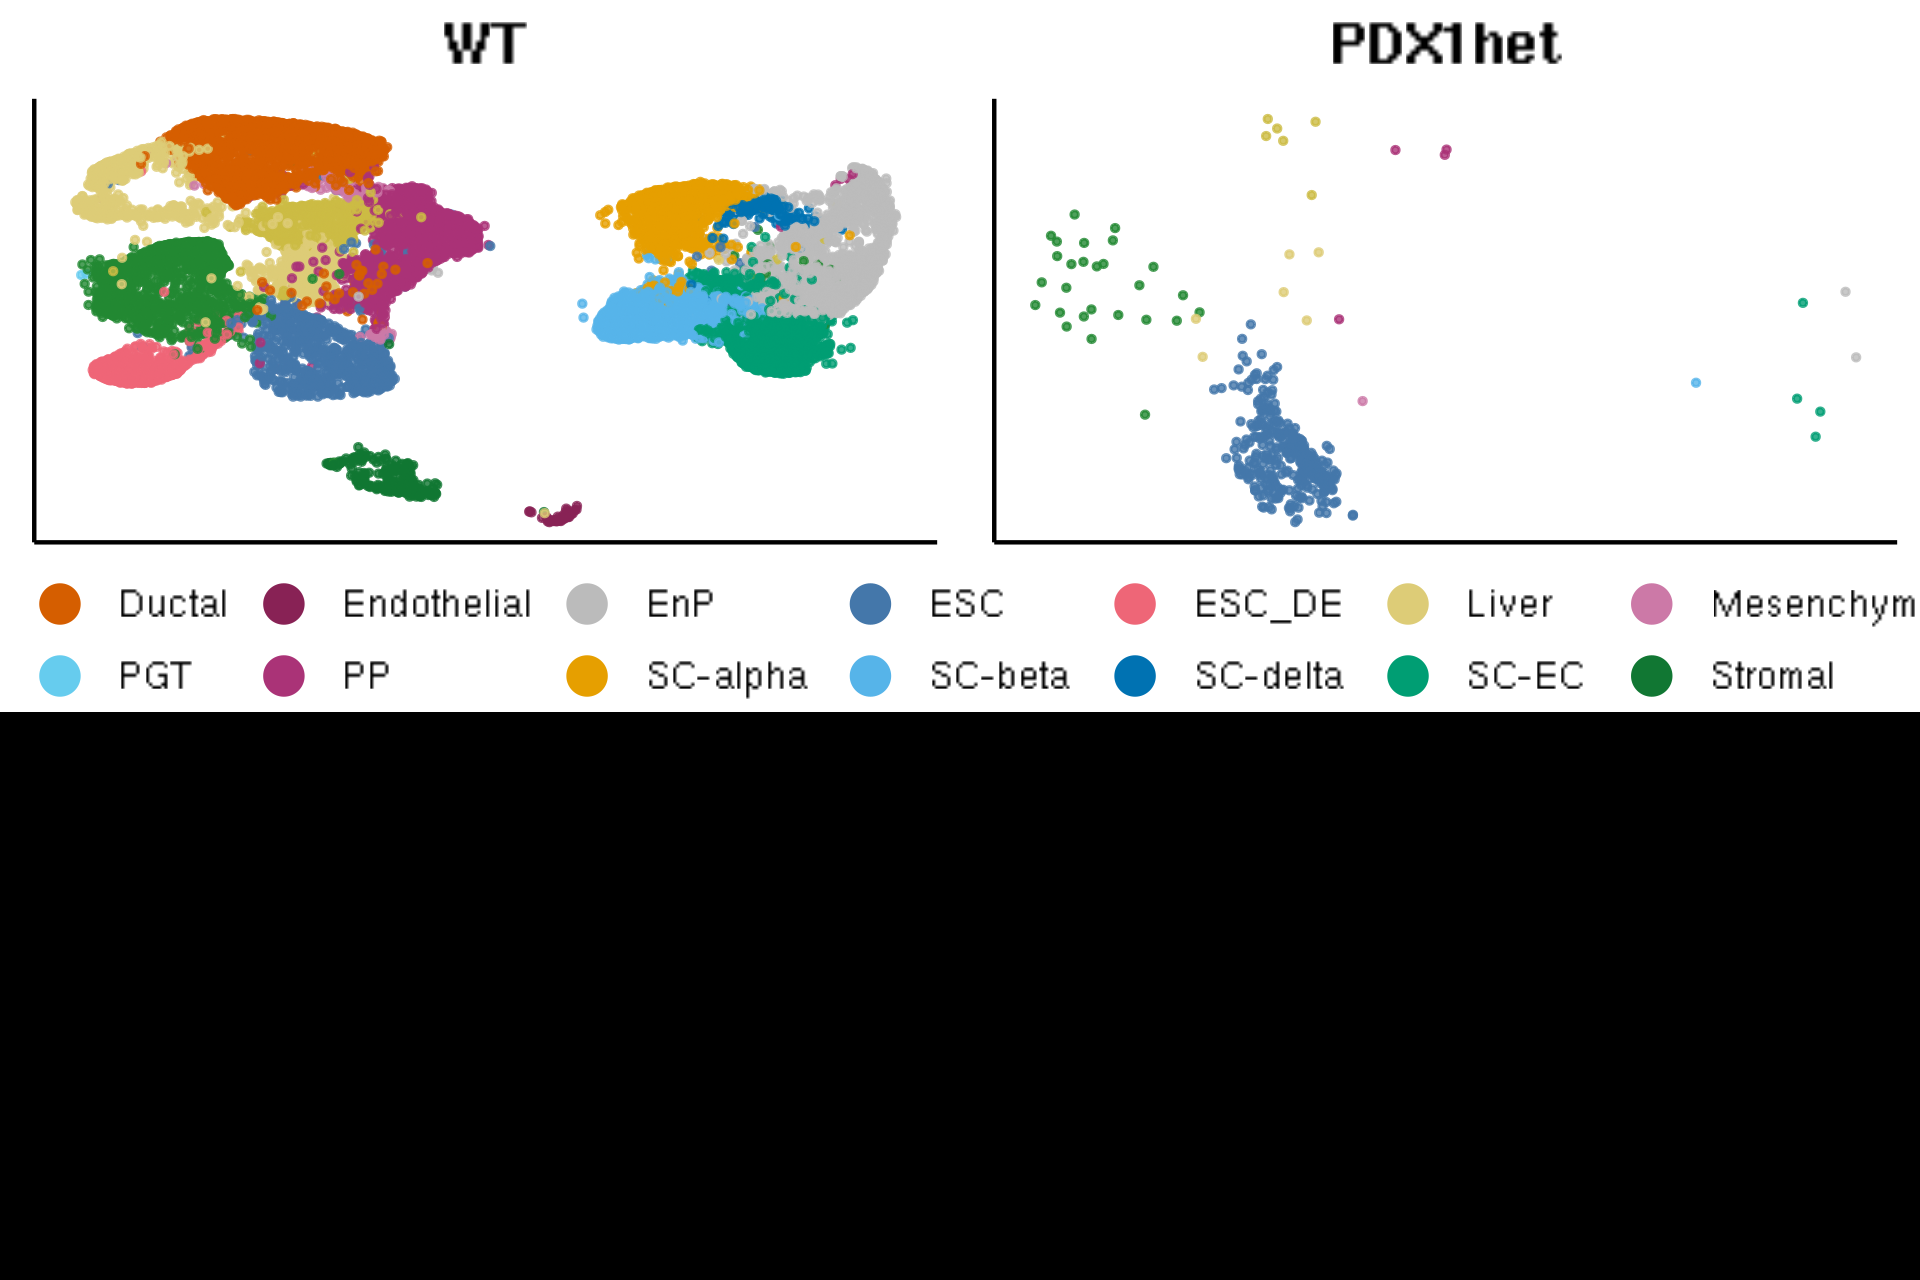 WT PDX1het
Ductal Endothelial EnP ESC ESC_DE Liver Mesenchym
PGT PP SC-alpha SC-beta SC-delta SC-EC Stromal